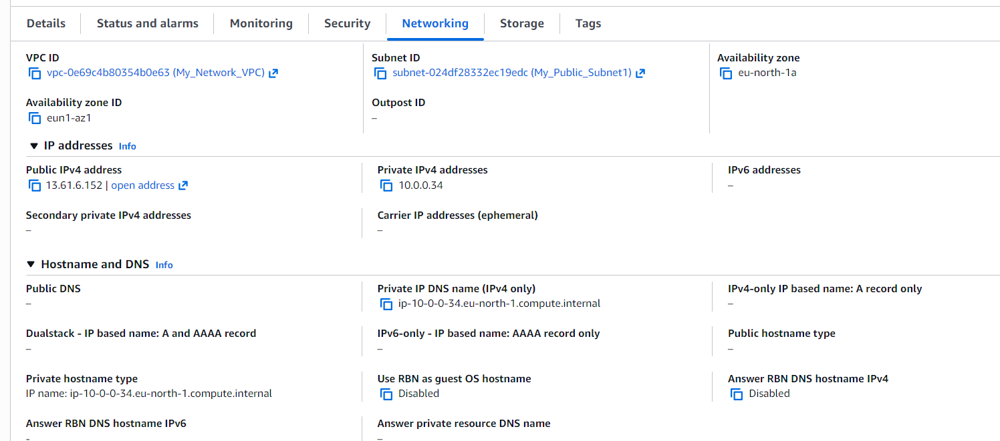 Details Status and alarms Monitoring Security Networking Storage Tags
VPC ID Subnet ID Availability zone
vpc-0e69c4b80354b0e63 (My_Network_VPC) subnet-024df28332ec19edc (My_Public_Subnet1) eu-north-1a
Availability zone ID Outpost ID
eun1-az1 –
IP addresses Info
Public IPv4 address Private IPv4 addresses IPv6 addresses
13.61.6.152 | open address 10.0.0.34 –
Secondary private IPv4 addresses Carrier IP addresses (ephemeral)
– –
Hostname and DNS Info
Public DNS Private IP DNS name (IPv4 only) IPv4-only IP based name: A record only
– ip-10-0-0-34.eu-north-1.compute.internal –
Dualstack - IP based name: A and AAAA record IPv6-only - IP based name: AAAA record only Public hostname type
– – –
Private hostname type Use RBN as guest OS hostname Answer RBN DNS hostname IPv4
IP name: ip-10-0-0-34.eu-north-1.compute.internal Disabled Disabled
Answer RBN DNS hostname IPv6 Answer private resource DNS name
- –